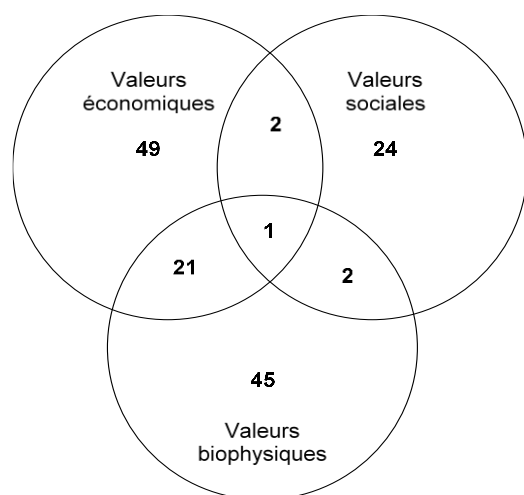 Valeurs
économiques
Valeurs
sociales
2
49
24
1
21
2
45
Valeurs
biophysiques